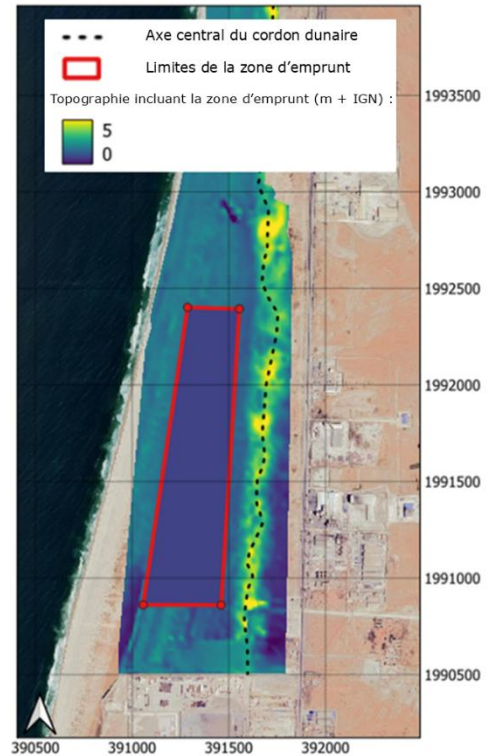 Axe central du cordon dunaire
Limites de la zone d'emprunt
Topographie incluant la zone d'emprunt (m + IGN) :
5
0
1993500
1993000
1992500
1992000
1991500
1991000
1990500
390500 391000 391500 392000